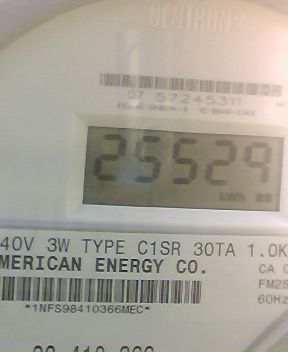 CENTRON
07 57245311
25529
kWh
40V 3W TYPE C1SR 30TA 1.0K
MERICAN ENERGY CO.
CA 0
FM2S
60Hz
*1NFS98410366MEC*